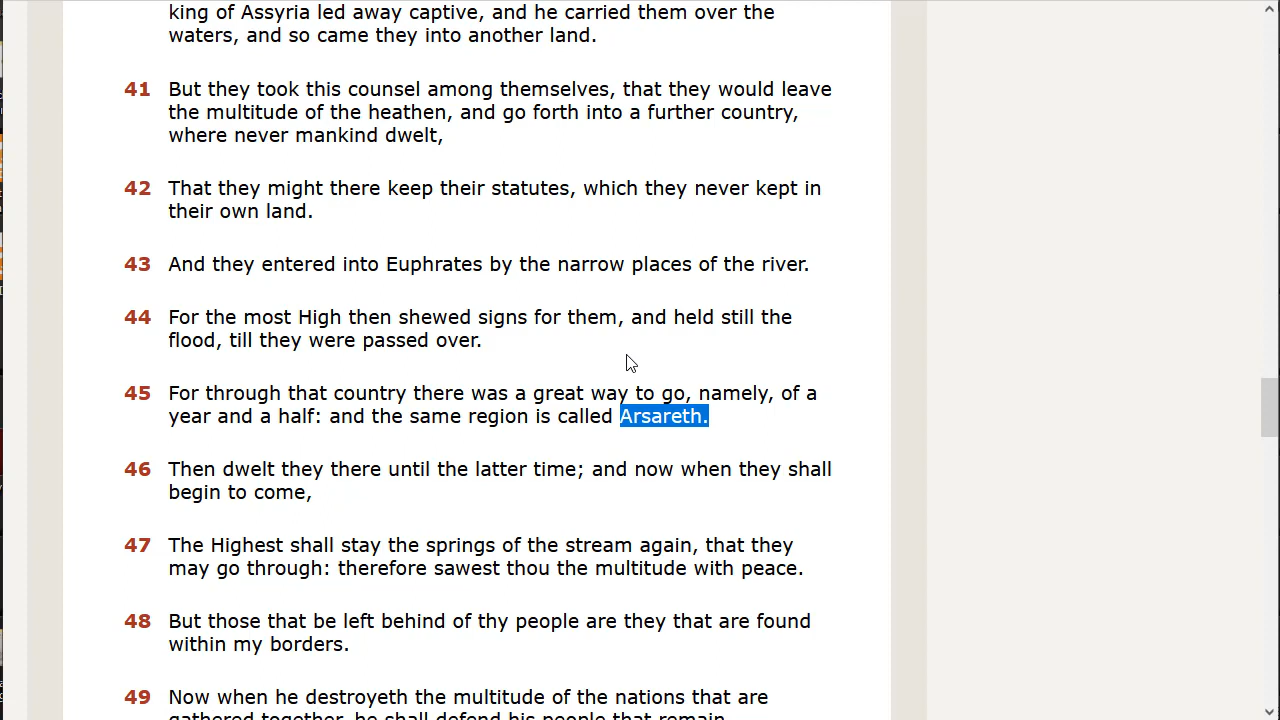 king of Assyria led away captive, and he carried them over the
waters, and so came they into another land.
41 But they took this counsel among themselves, that they would leave
the multitude of the heathen, and go forth into a further country,
where never mankind dwelt,
42 That they might there keep their statutes, which they never kept in
their own land.
43 And they entered into Euphrates by the narrow places of the river.
44 For the most High then shewed signs for them, and held still the
flood, till they were passed over.
45 For through that country there was a great way to go, namely, of a
year and a half: and the same region is called Arsareth.
46 Then dwelt they there until the latter time; and now when they shall
begin to come,
47 The Highest shall stay the springs of the stream again, that they
may go through: therefore sawest thou the multitude with peace.
48 But those that be left behind of thy people are they that are found
within my borders.
49 Now when he destroyeth the multitude of the nations that are
gathered together, he shall defend his people that remain.